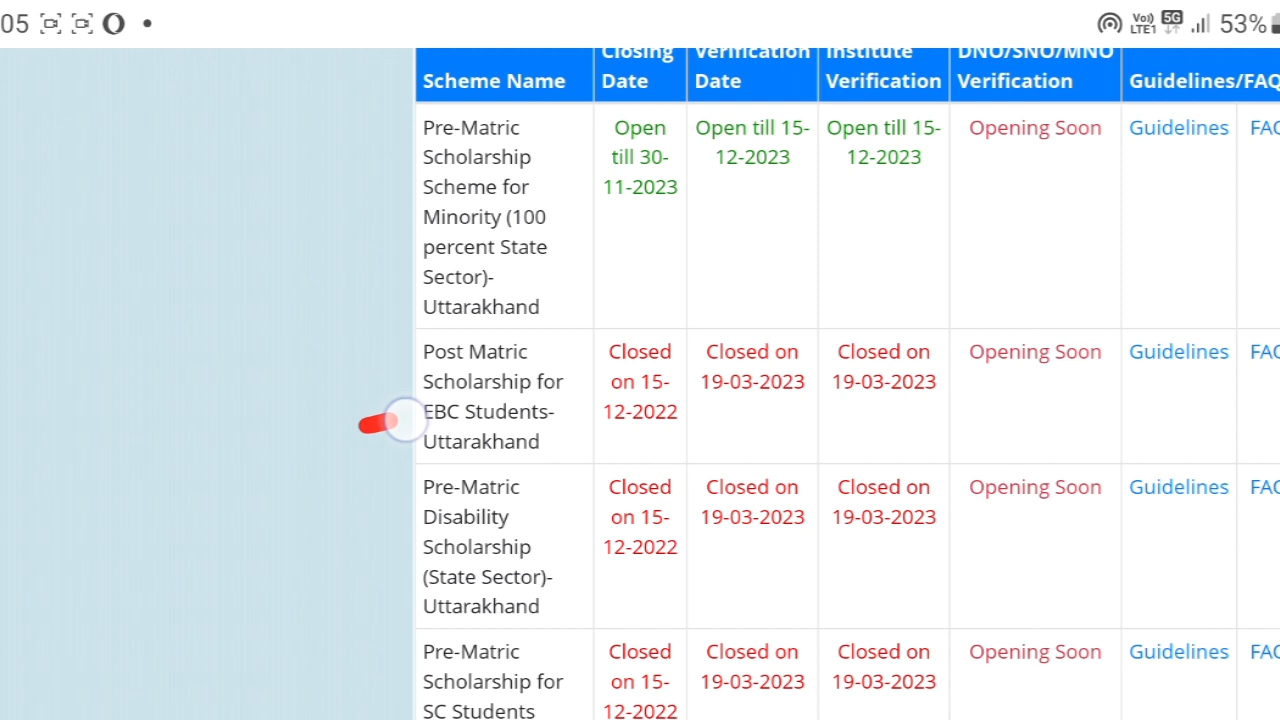 05 53%
Vo)) LTE1 5G
Closing Verification Institute DNO/SNO/MNO
Scheme Name Date Date Verification Verification Guidelines/FAQ
Pre-Matric Open Open till 15- Open till 15- Opening Soon Guidelines
Scholarship till 30- 12-2023 12-2023
Scheme for 11-2023
Minority (100
percent State
Sector)-
Uttarakhand
Post Matric Closed Closed on Closed on Opening Soon Guidelines
Scholarship for on 15- 19-03-2023 19-03-2023
EBC Students- 12-2022
Uttarakhand
Pre-Matric Closed Closed on Closed on Opening Soon Guidelines
Disability on 15- 19-03-2023 19-03-2023
Scholarship 12-2022
(State Sector)-
Uttarakhand
Pre-Matric Closed Closed on Closed on Opening Soon Guidelines
Scholarship for on 15- 19-03-2023 19-03-2023
SC Students 12-2022